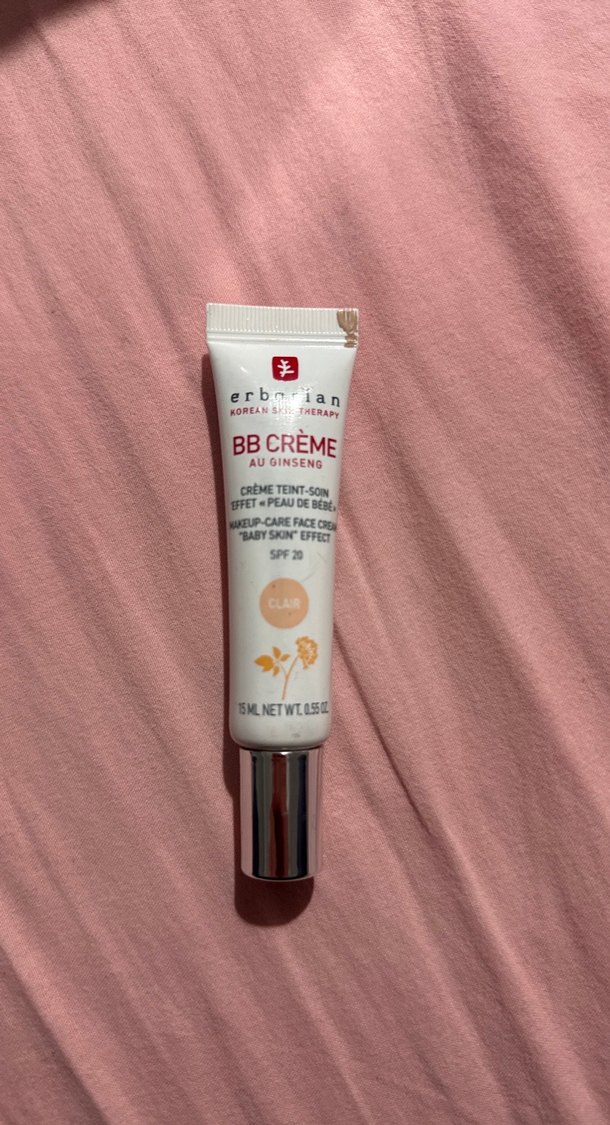 erborian
KOREAN SKIN THERAPY
BB CRÈME
AU GINSENG
CRÈME TEINT-SOIN
EFFET « PEAU DE BÉBÉ »
MAKEUP-CARE FACE CREAM
"BABY SKIN" EFFECT
SPF 20
CLAIR
15 ML NET WT. 0.55 OZ.